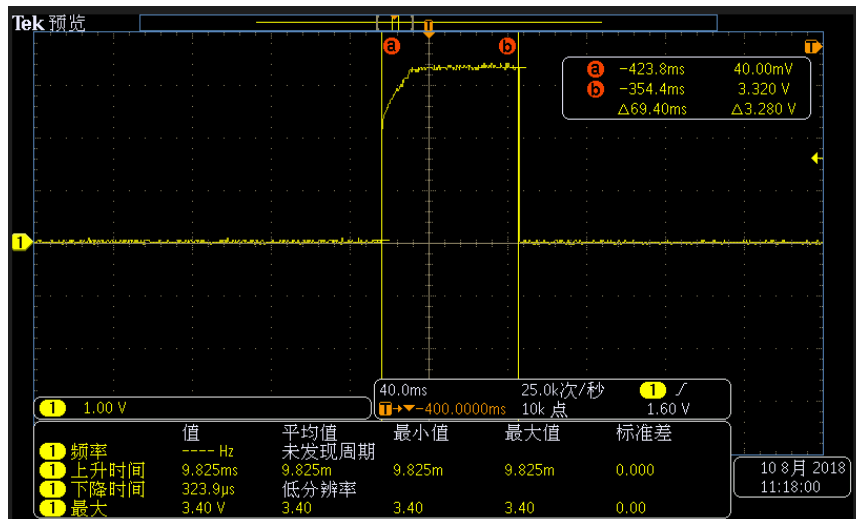 Tek 预览
T
a b T
a -423.8ms 40.00mV
b -354.4ms 3.320 V
△69.40ms △3.280 V
1
40.0ms 25.0k次/秒 1
1 1.00 V
T→▼-400.0000ms 10k 点 1.60 V
值 平均值 最小值 最大值 标准差
1 频率 ---- Hz 未发现周期
1 上升时间 9.825ms 9.825m 9.825m 9.825m 0.000
1 下降时间 323.9µs 低分辨率
1 最大 3.40 V 3.40 3.40 3.40 0.00
10 8月 2018
11:18:00